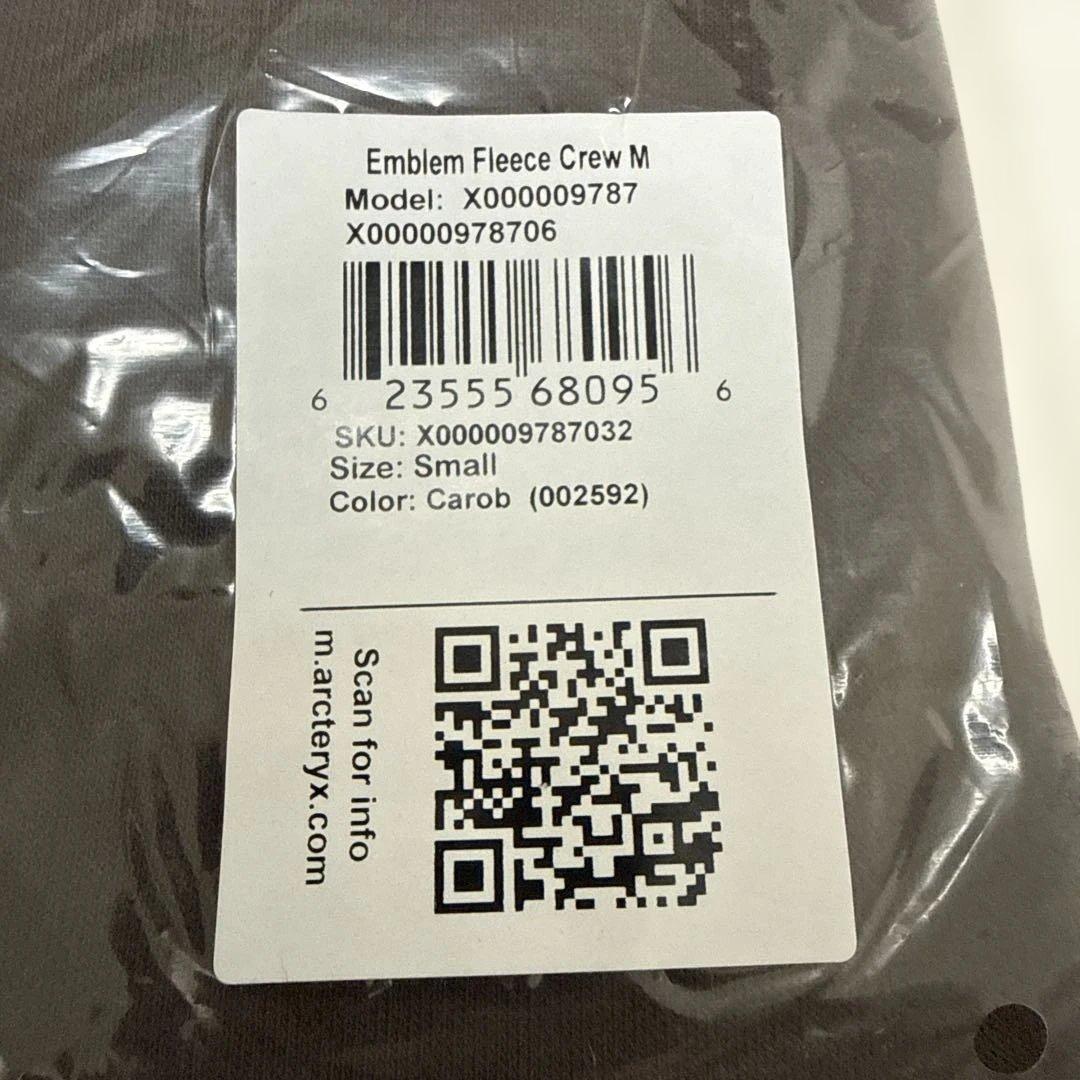 Emblem Fleece Crew M
Model: X000009787
X00000978706
6 23555 68095 6
SKU: X000009787032
Size: Small
Color: Carob (002592)
Scan for info
m.arcteryx.com